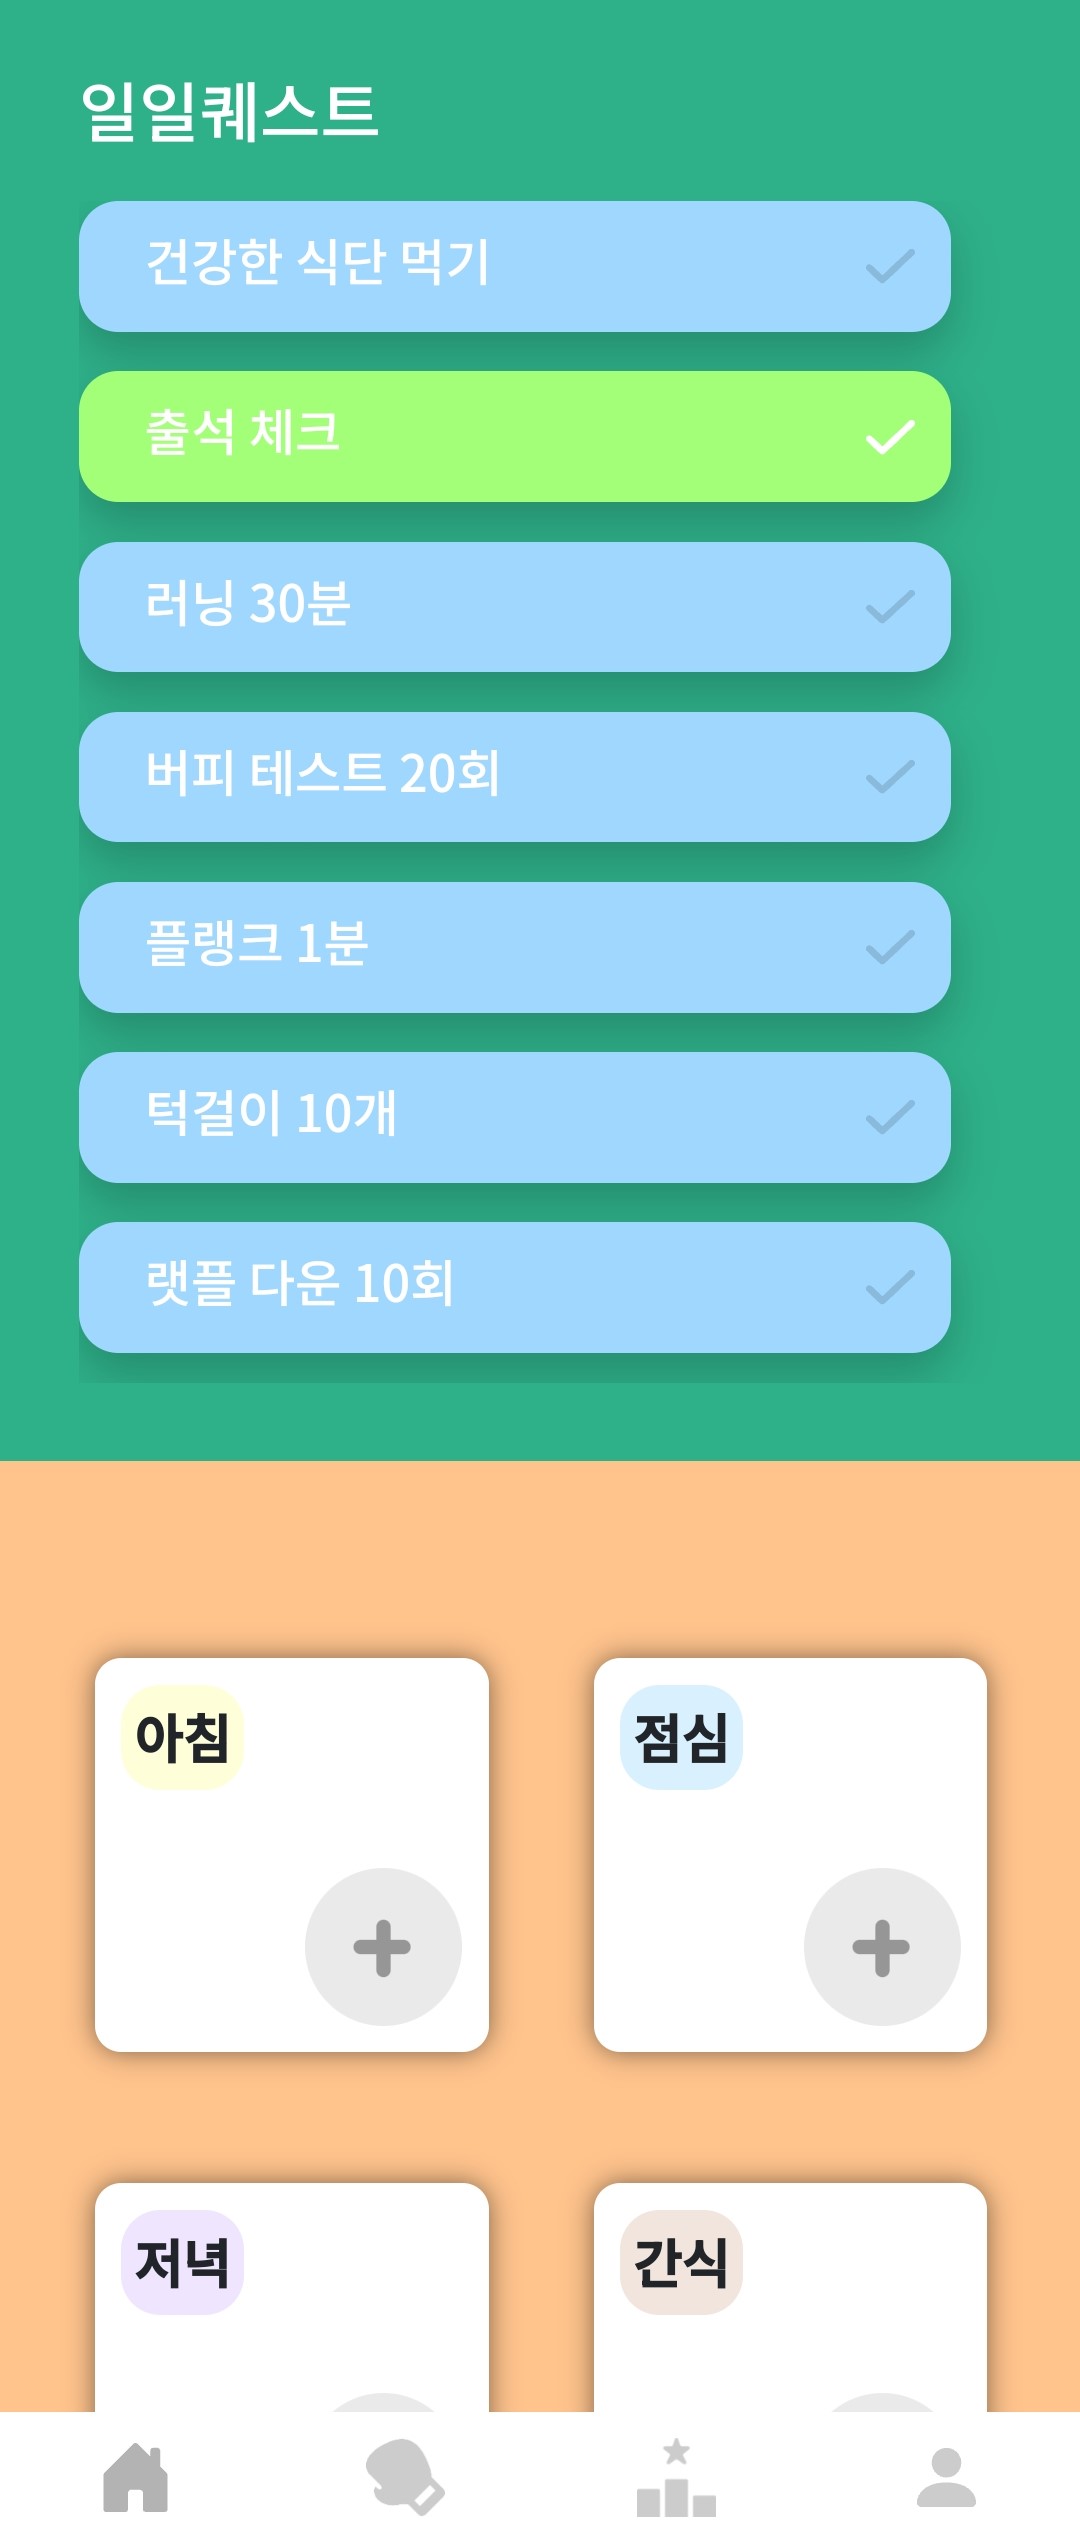 일일퀘스트
건강한 식단 먹기
출석 체크
러닝 30분
버피 테스트 20회
플랭크 1분
턱걸이 10개
랫플 다운 10회
아침
점심
저녁
간식